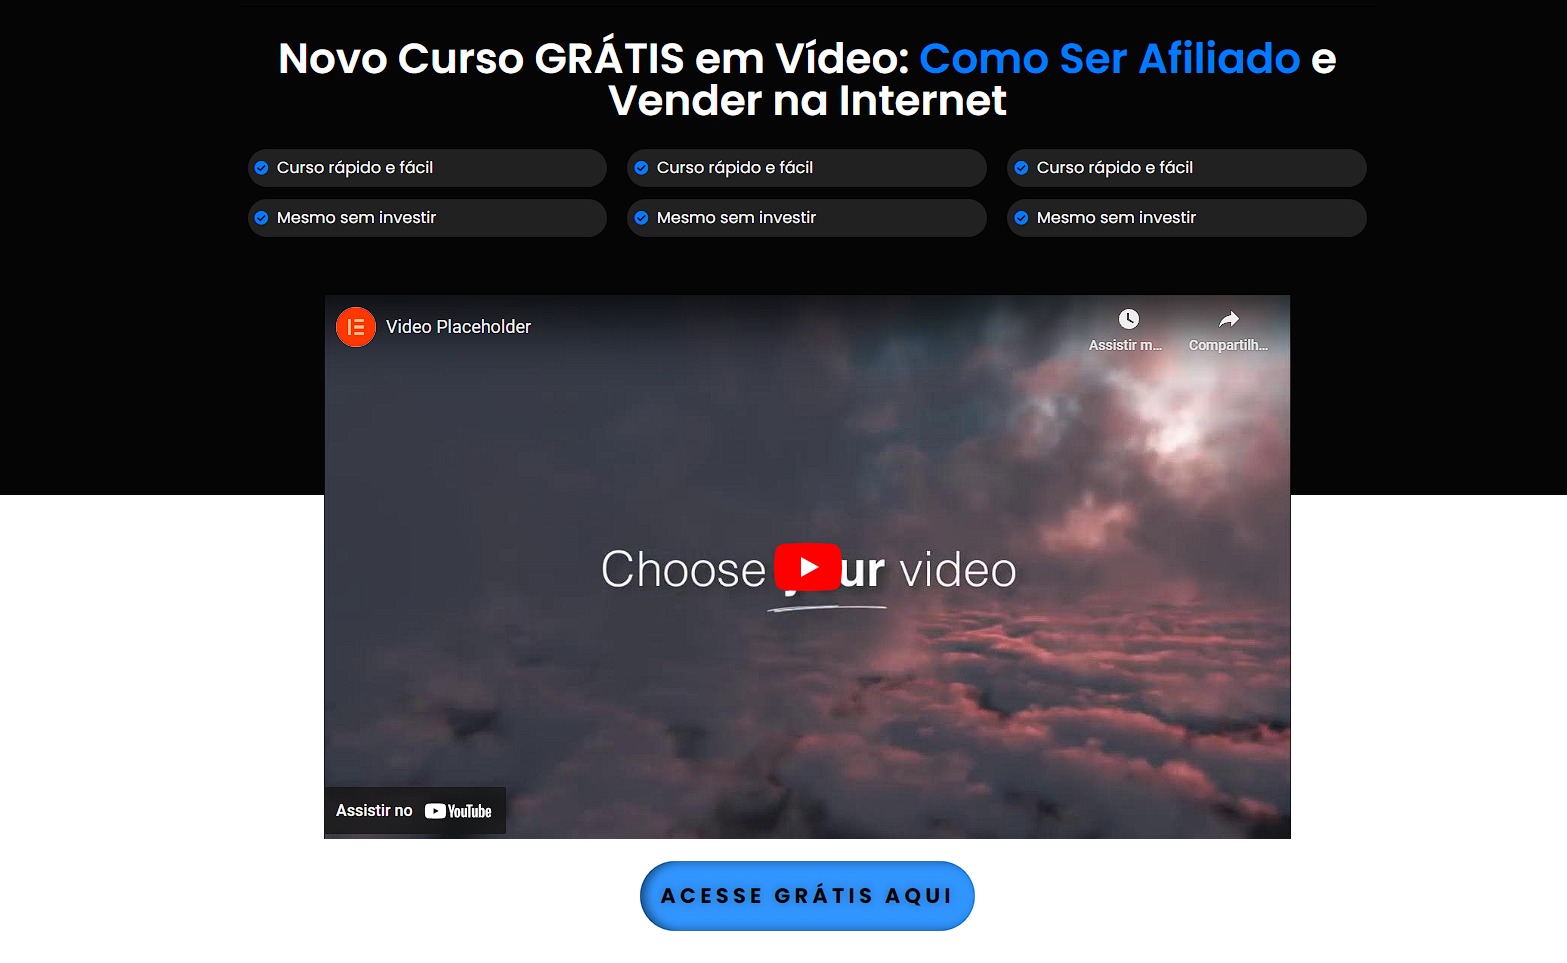 Novo Curso GRÁTIS em Vídeo: Como Ser Afiliado e
Vender na Internet
Curso rápido e fácil
Curso rápido e fácil
Curso rápido e fácil
Mesmo sem investir
Mesmo sem investir
Mesmo sem investir
Video Placeholder
Assistir m...
Compartilh...
Choose your video
Assistir no YouTube
ACESSE GRÁTIS AQUI